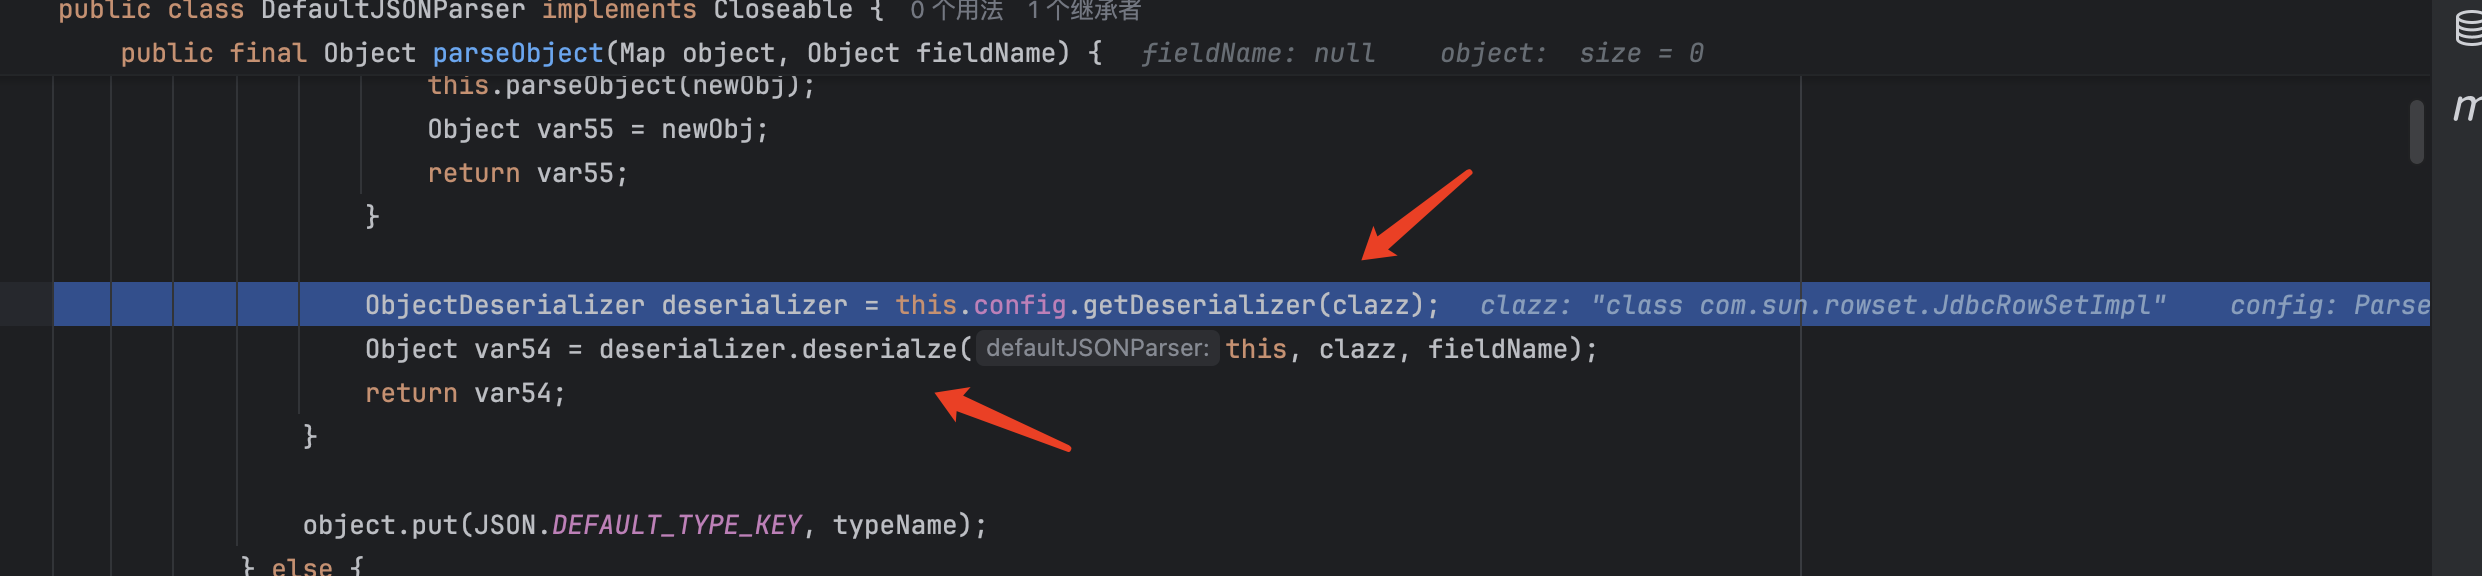 public class DefaultJSONParser implements Closeable { 0 个用法 1 个继承者
public final Object parseObject(Map object, Object fieldName) { fieldName: null object: size = 0
this.parseObject(newObj);
Object var55 = newObj;
return var55;
}
ObjectDeserializer deserializer = this.config.getDeserializer(clazz); clazz: "class com.sun.rowset.JdbcRowSetImpl" config: Parse
Object var54 = deserializer.deserialze( defaultJSONParser: this, clazz, fieldName);
return var54;
}
object.put(JSON.DEFAULT_TYPE_KEY, typeName);
} else {